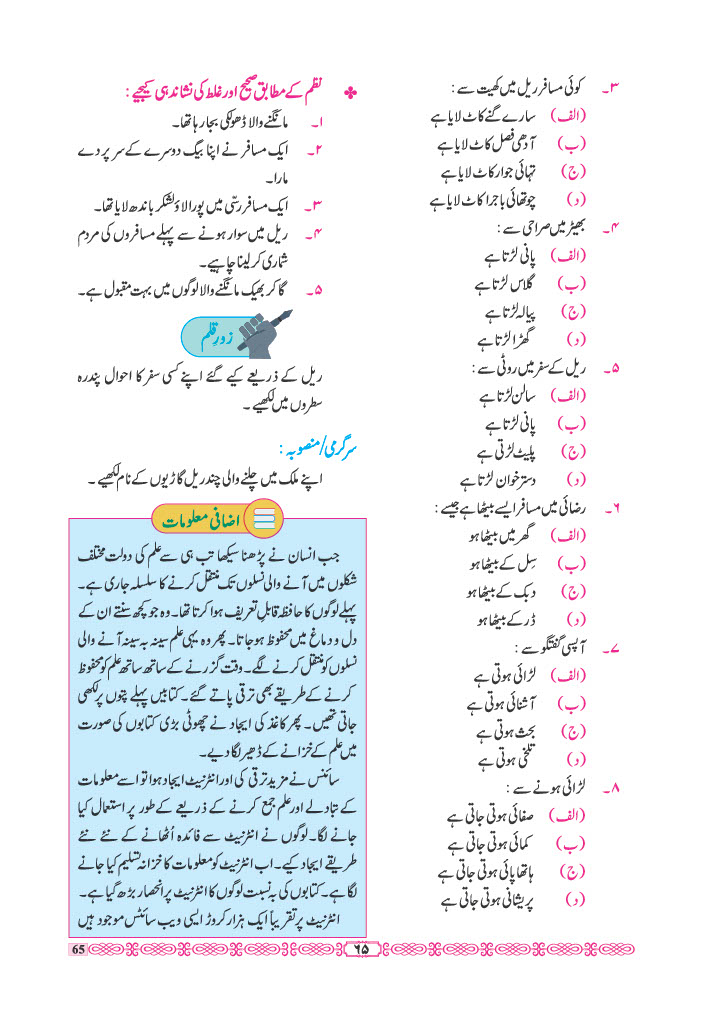 ۳۔ کوئی مسافر ریل میں کھیت سے :
(الف) سارے گنے کاٹ لایا ہے
(ب) آدھی فصل کاٹ لایا ہے
(ج) تہائی جوار کاٹ لایا ہے
(د) چوتھائی باجرا کاٹ لایا ہے
۴۔ بھیڑ میں صراحی سے :
(الف) پانی لڑتا ہے
(ب) گلاس لڑتا ہے
(ج) پیالہ لڑتا ہے
(د) گھڑا لڑتا ہے
۵۔ ریل کے سفر میں روٹی سے :
(الف) سالن لڑتا ہے
(ب) پانی لڑتا ہے
(ج) پلیٹ لڑتی ہے
(د) دسترخوان لڑتا ہے
۶۔ رضائی میں مسافر ایسے بیٹھا ہے جیسے :
(الف) گھر میں بیٹھا ہو
(ب) سِل کے بیٹھا ہو
(ج) دبک کے بیٹھا ہو
(د) ڈر کے بیٹھا ہو
۷۔ آپسی گفتگو سے :
(الف) لڑائی ہوتی ہے
(ب) آشنائی ہوتی ہے
(ج) بحث ہوتی ہے
(د) تلخی ہوتی ہے
۸۔ لڑائی ہونے سے :
(الف) صفائی ہوتی جاتی ہے
(ب) کمائی ہوتی جاتی ہے
(ج) ہاتھا پائی ہوتی جاتی ہے
(د) پریشانی ہوتی جاتی ہے
نظم کے مطابق صحیح اور غلط کی نشاندہی کیجیے :
۱۔ مانگنے والا ڈھولکی بجا رہا تھا۔
۲۔ ایک مسافر نے اپنا بیگ دوسرے کے سر پر دے
مارا۔
۳۔ ایک مسافر رسّی میں پورا لاؤ لشکر باندھ لایا تھا۔
۴۔ ریل میں سوار ہونے سے پہلے مسافروں کی مردم
شماری کر لینا چاہیے۔
۵۔ گا کر بھیک مانگنے والا لوگوں میں بہت مقبول ہے۔
زورِ قلم
ریل کے ذریعے کیے گئے اپنے کسی سفر کا احوال پندرہ
سطروں میں لکھیے ۔
سرگرمی/منصوبہ :
اپنے ملک میں چلنے والی چند ریل گاڑیوں کے نام لکھیے ۔
اضافی معلومات
جب انسان نے پڑھنا سیکھا تب ہی سے علم کی دولت مختلف
شکلوں میں آنے والی نسلوں تک منتقل کرنے کا سلسلہ جاری ہے۔
پہلے لوگوں کا حافظہ قابلِ تعریف ہوا کرتا تھا۔ وہ جو کچھ سنتے ان کے
دل و دماغ میں محفوظ ہو جاتا۔ پھر وہ یہی علم سینہ بہ سینہ آنے والی
نسلوں کو منتقل کرنے لگے۔ وقت گزرنے کے ساتھ ساتھ علم کو محفوظ
کرنے کے طریقے بھی ترقی پاتے گئے۔ کتابیں پہلے پتوں پر لکھی
جاتی تھیں۔ پھر کاغذ کی ایجاد نے چھوٹی بڑی کتابوں کی صورت
میں علم کے خزانے کے ڈھیر لگا دیے۔
سائنس نے مزید ترقی کی اور انٹرنیٹ ایجاد ہوا تو اسے معلومات
کے تبادلے اور علم جمع کرنے کے ذریعے کے طور پر استعمال کیا
جانے لگا۔ لوگوں نے انٹرنیٹ سے فائدہ اُٹھانے کے نئے نئے
طریقے ایجاد کیے۔ اب انٹرنیٹ کو معلومات کا خزانہ تسلیم کیا جانے
لگا ہے۔ کتابوں کی بہ نسبت لوگوں کا انٹرنیٹ پر انحصار بڑھ گیا ہے۔
انٹرنیٹ پر تقریباً ایک ہزار کروڑ ایسی ویب سائٹس موجود ہیں
۶۵
65